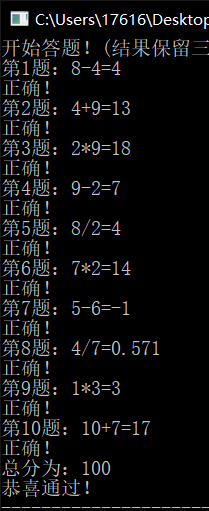 C:\Users\17616\Desktop
开始答题！(结果保留三
第1题：8-4=4
正确！
第2题：4+9=13
正确！
第3题：2*9=18
正确！
第4题：9-2=7
正确！
第5题：8/2=4
正确！
第6题：7*2=14
正确！
第7题：5-6=-1
正确！
第8题：4/7=0.571
正确！
第9题：1*3=3
正确！
第10题：10+7=17
正确！
总分为：100
恭喜通过！